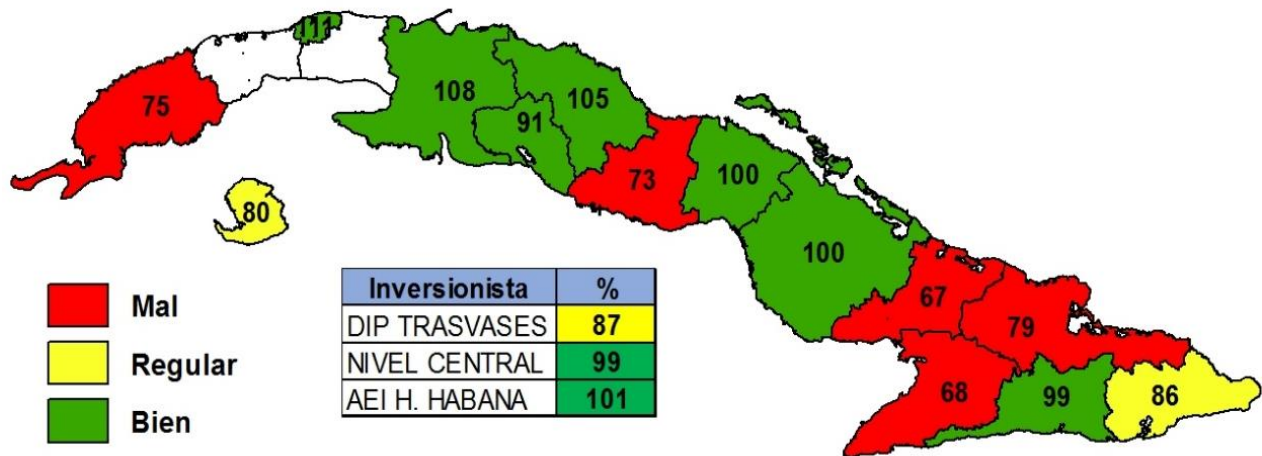 111
75
108
105
91
73
100
100
80
67
79
68
99
86
Mal
Regular
Bien
Inversionista %
DIP TRASVASES 87
NIVEL CENTRAL 99
AEI H. HABANA 101